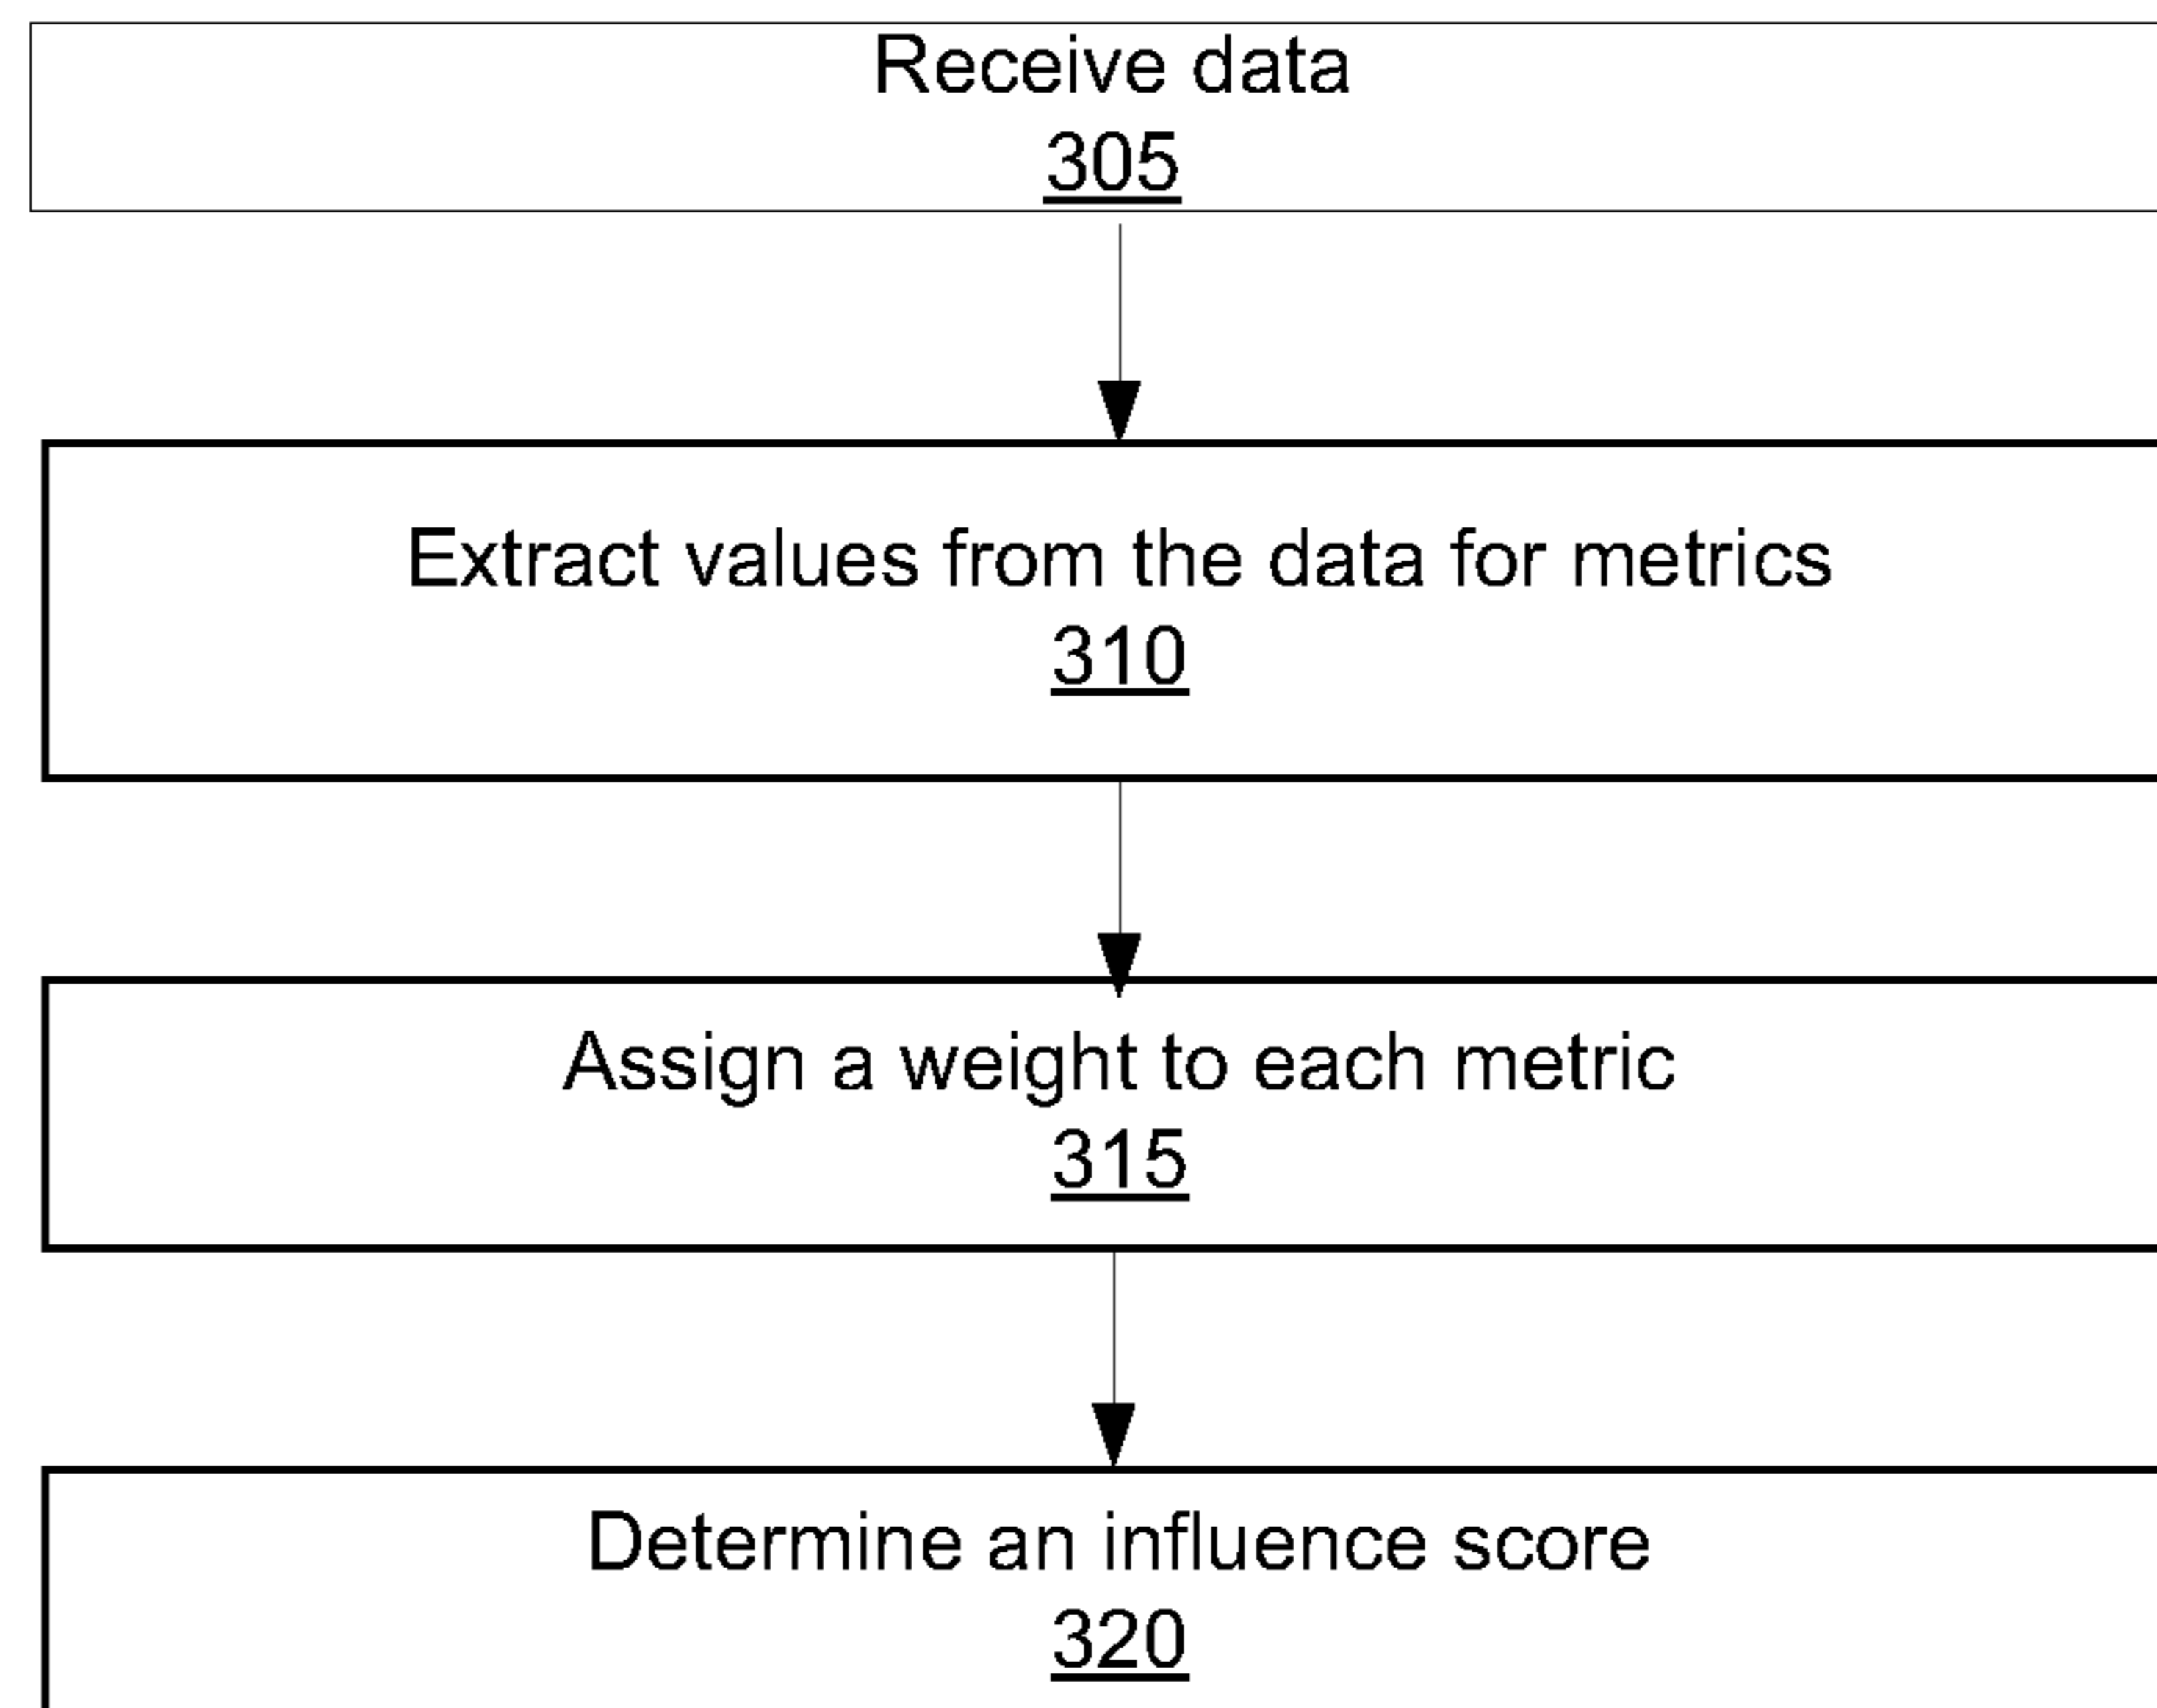 Receive data
305
Extract values from the data for metrics
310
Assign a weight to each metric
315
Determine an influence score
320